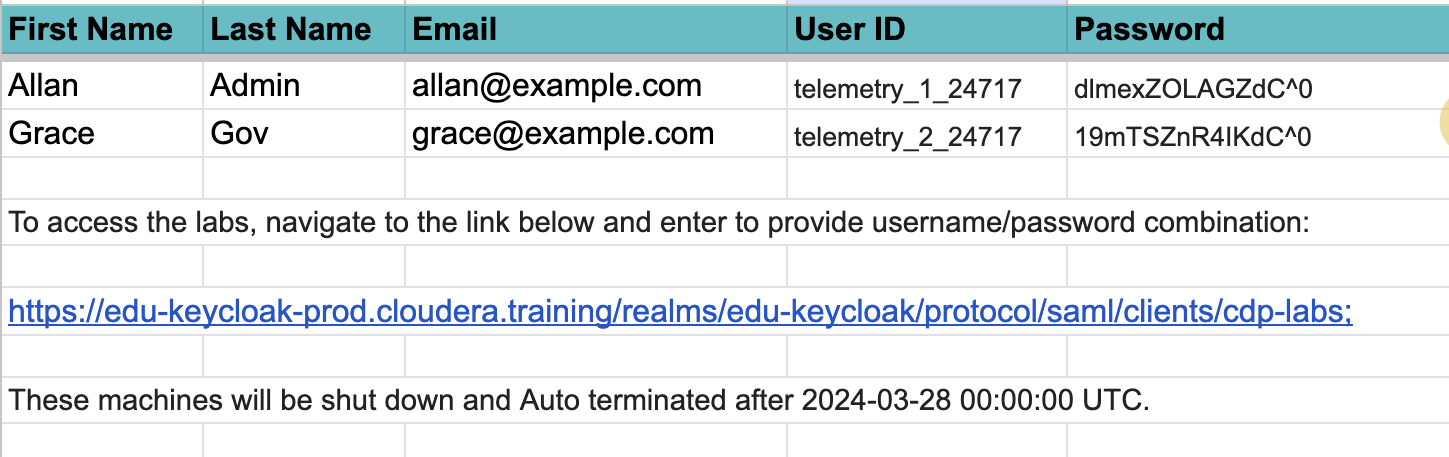 First Name Last Name Email User ID Password
Allan Admin allan@example.com telemetry_1_24717 dlmexZOLAGZdC^0
Grace Gov grace@example.com telemetry_2_24717 19mTSZnR4IKdC^0
To access the labs, navigate to the link below and enter to provide username/password combination:
https://edu-keycloak-prod.cloudera.training/realms/edu-keycloak/protocol/saml/clients/cdp-labs;
These machines will be shut down and Auto terminated after 2024-03-28 00:00:00 UTC.